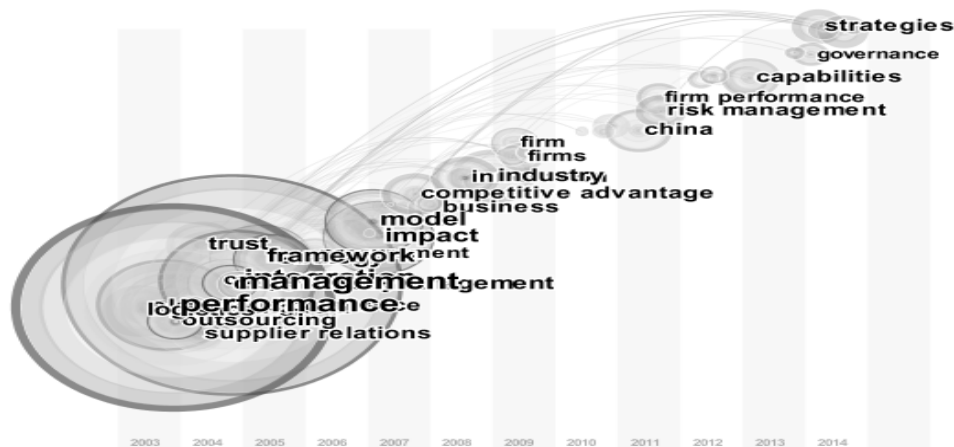 strategies
governance
capabilities
firm performance
risk management
china
firm
firms
industry
competitive advantage
business
model
impact
trust
framework
management
performance
outsourcing
supplier relations
2003 2004 2005 2006 2007 2008 2009 2010 2011 2012 2013 2014